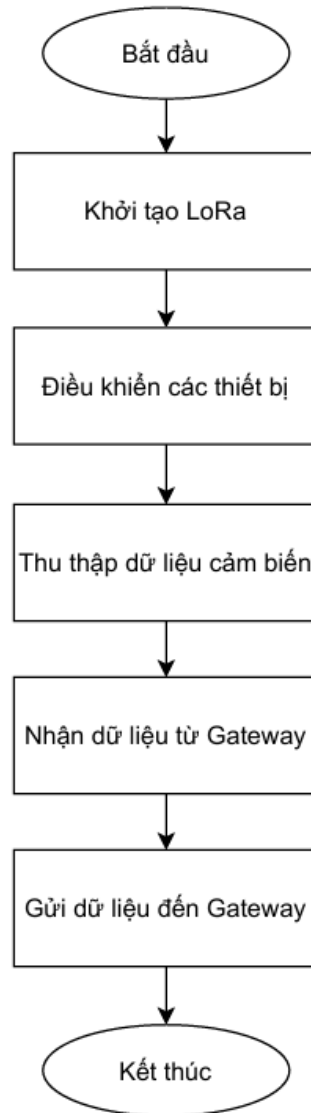 Bắt đầu
Khởi tạo LoRa
Điều khiển các thiết bị
Thu thập dữ liệu cảm biến
Nhận dữ liệu từ Gateway
Gửi dữ liệu đến Gateway
Kết thúc